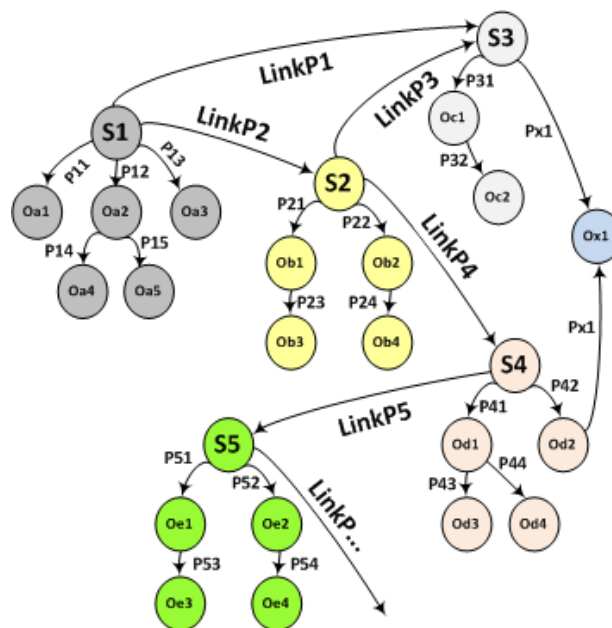 S3
LinkP1
P31
LinkP3
LinkP2
Oc1
Px1
S1
P32
P11
P12
P13
S2
Oc2
Oa1
Oa2
Oa3
P21
P22
Ox1
P14
P15
LinkP4
Ob1
Ob2
Oa4
Oa5
P23
P24
Px1
Ob3
Ob4
S4
P41
P42
LinkP5
S5
Od1
Od2
P51
P52
P43
P44
LinkP...
Oe1
Oe2
Od3
Od4
P53
P54
Oe3
Oe4